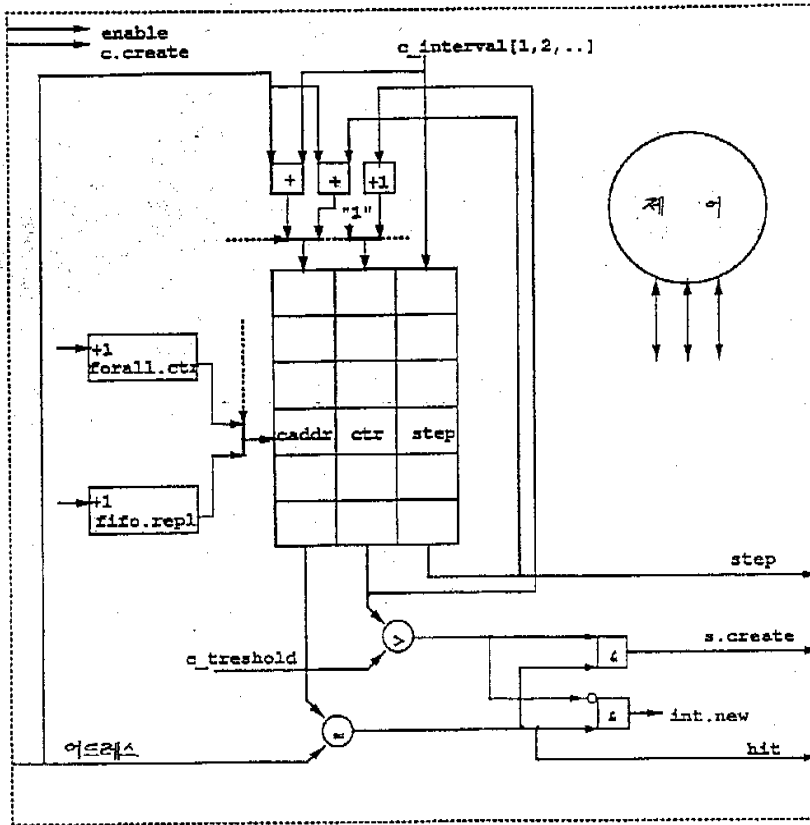 enable
c.create
c_interval[1,2,..]
+
+
+1
"1"
제 어
+1
forall.ctr
caddr
ctr
step
+1
fifo.repl
step
>
s.create
&
c_treshold
&
int.new
=
어드레스
hit